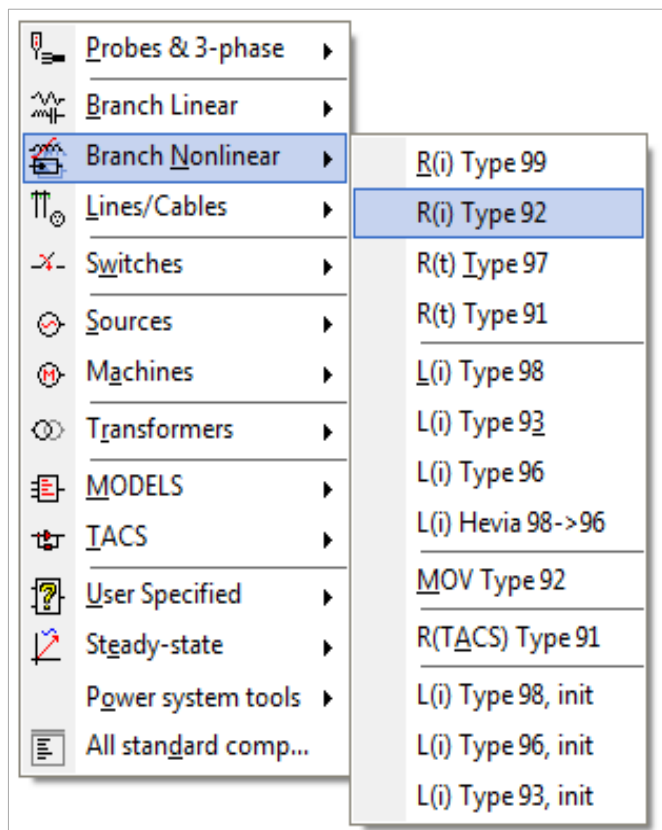 Probes & 3-phase
Branch Linear
Branch Nonlinear
Lines/Cables
Switches
Sources
Machines
Transformers
MODELS
TACS
User Specified
Steady-state
Power system tools
All standard comp...
R(i) Type 99
R(i) Type 92
R(t) Type 97
R(t) Type 91
L(i) Type 98
L(i) Type 93
L(i) Type 96
L(i) Hevia 98->96
MOV Type 92
R(TACS) Type 91
L(i) Type 98, init
L(i) Type 96, init
L(i) Type 93, init